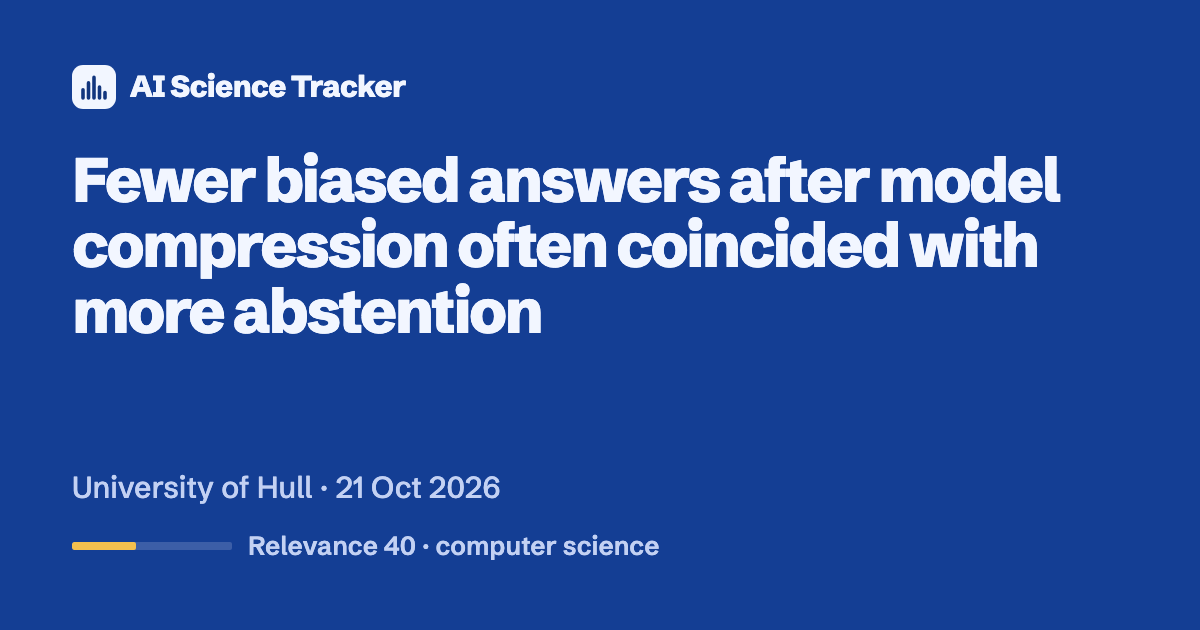 AI Science Tracker
Fewer biased answers after model
compression often coincided with
more abstention
University of Hull · 21 Oct 2026
Relevance 40 · computer science